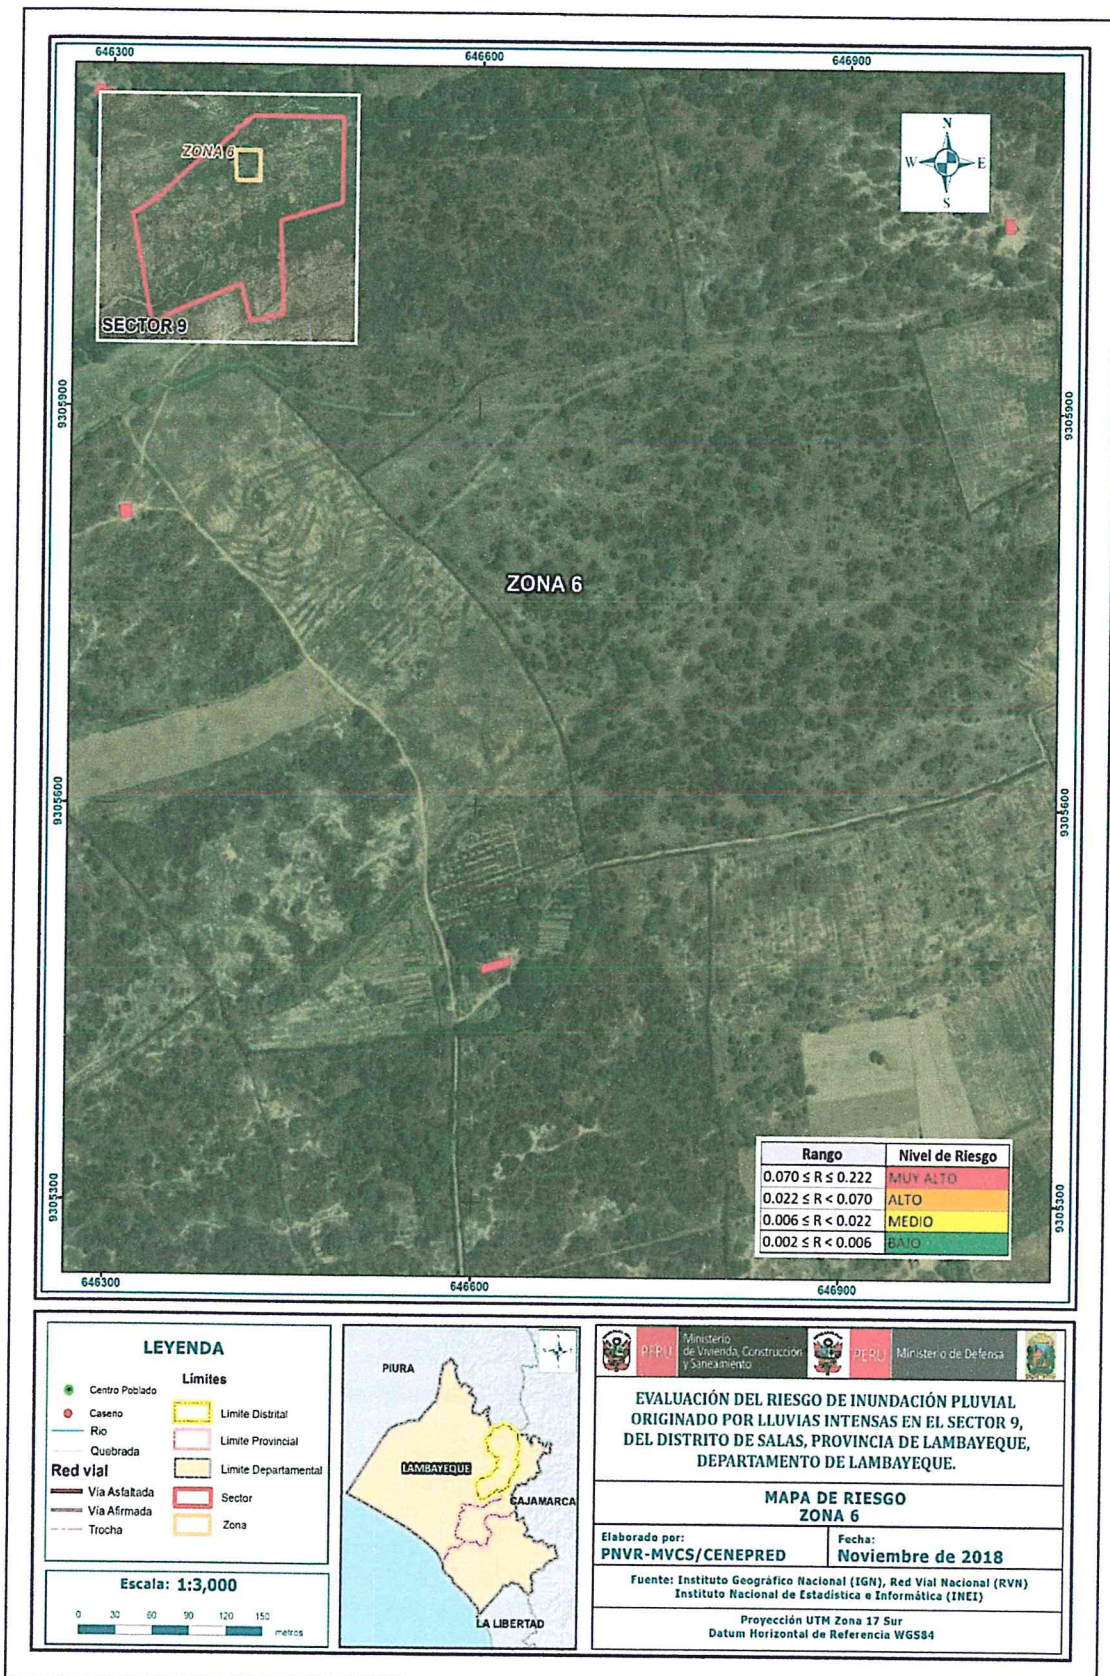 646300
646600
646900
ZONA 6
SECTOR 9
N
W
E
S
9305900
9305900
ZONA 6
9305600
9305600
9305300
9305300
Rango
Nivel de Riesgo
0.070 ≤ R ≤ 0.222
MUY ALTO
0.022 ≤ R < 0.070
ALTO
0.006 ≤ R < 0.022
MEDIO
0.002 ≤ R < 0.006
BAJO
646300
646600
646900
LEYENDA
Centro Poblado
Caserio
Rio
Quebrada
Red vial
Vía Asfaltada
Vía Afirmada
Trocha
Límites
Limite Distrital
Limite Provincial
Limite Departamental
Sector
Zona
Escala: 1:3,000
0 30 60 90 120 150
metros
PIURA
LAMBAYEQUE
CAJAMARCA
LA LIBERTAD
PERÚ
Ministerio
de Vivienda, Construcción
y Saneamiento
PERÚ
Ministerio de Defensa
EVALUACIÓN DEL RIESGO DE INUNDACIÓN PLUVIAL
ORIGINADO POR LLUVIAS INTENSAS EN EL SECTOR 9,
DEL DISTRITO DE SALAS, PROVINCIA DE LAMBAYEQUE,
DEPARTAMENTO DE LAMBAYEQUE.
MAPA DE RIESGO
ZONA 6
Elaborado por:
PNVR-MVCS/CENEPRED
Fecha:
Noviembre de 2018
Fuente: Instituto Geográfico Nacional (IGN), Red Vial Nacional (RVN)
Instituto Nacional de Estadística e Informática (INEI)
Proyección UTM Zona 17 Sur
Datum Horizontal de Referencia WGS84